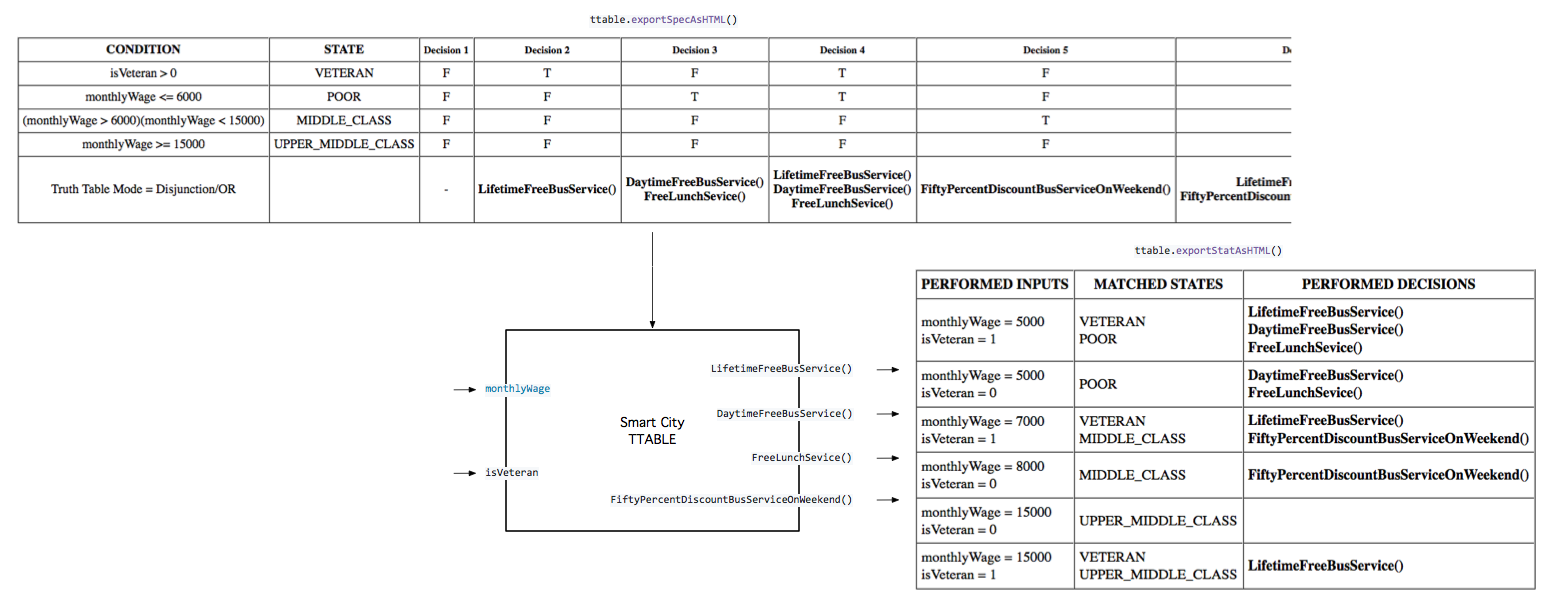 ttable.exportSpecAsHTML()
CONDITION STATE Decision 1 Decision 2 Decision 3 Decision 4 Decision 5
isVeteran > 0 VETERAN F T F T F
monthlyWage <= 6000 POOR F F T T F
(monthlyWage > 6000)(monthlyWage < 15000) MIDDLE_CLASS F F F F T
monthlyWage >= 15000 UPPER_MIDDLE_CLASS F F F F F
Truth Table Mode = Disjunction/OR - LifetimeFreeBusService() DaytimeFreeBusService() LifetimeFreeBusService() FiftyPercentDiscountBusServiceOnWeekend()
FreeLunchSevice() DaytimeFreeBusService() FiftyPercentDiscoun
FreeLunchSevice()
ttable.exportStatAsHTML()
PERFORMED INPUTS MATCHED STATES PERFORMED DECISIONS
monthlyWage = 5000 VETERAN LifetimeFreeBusService()
isVeteran = 1 POOR DaytimeFreeBusService()
FreeLunchSevice()
monthlyWage = 5000 POOR DaytimeFreeBusService()
isVeteran = 0 FreeLunchSevice()
monthlyWage = 7000 VETERAN LifetimeFreeBusService()
isVeteran = 1 MIDDLE_CLASS FiftyPercentDiscountBusServiceOnWeekend()
monthlyWage = 8000 MIDDLE_CLASS FiftyPercentDiscountBusServiceOnWeekend()
isVeteran = 0
monthlyWage = 15000 UPPER_MIDDLE_CLASS
isVeteran = 0
monthlyWage = 15000 VETERAN LifetimeFreeBusService()
isVeteran = 1 UPPER_MIDDLE_CLASS
monthlyWage
isVeteran
Smart City
TTABLE
LifetimeFreeBusService()
DaytimeFreeBusService()
FreeLunchSevice()
FiftyPercentDiscountBusServiceOnWeekend()